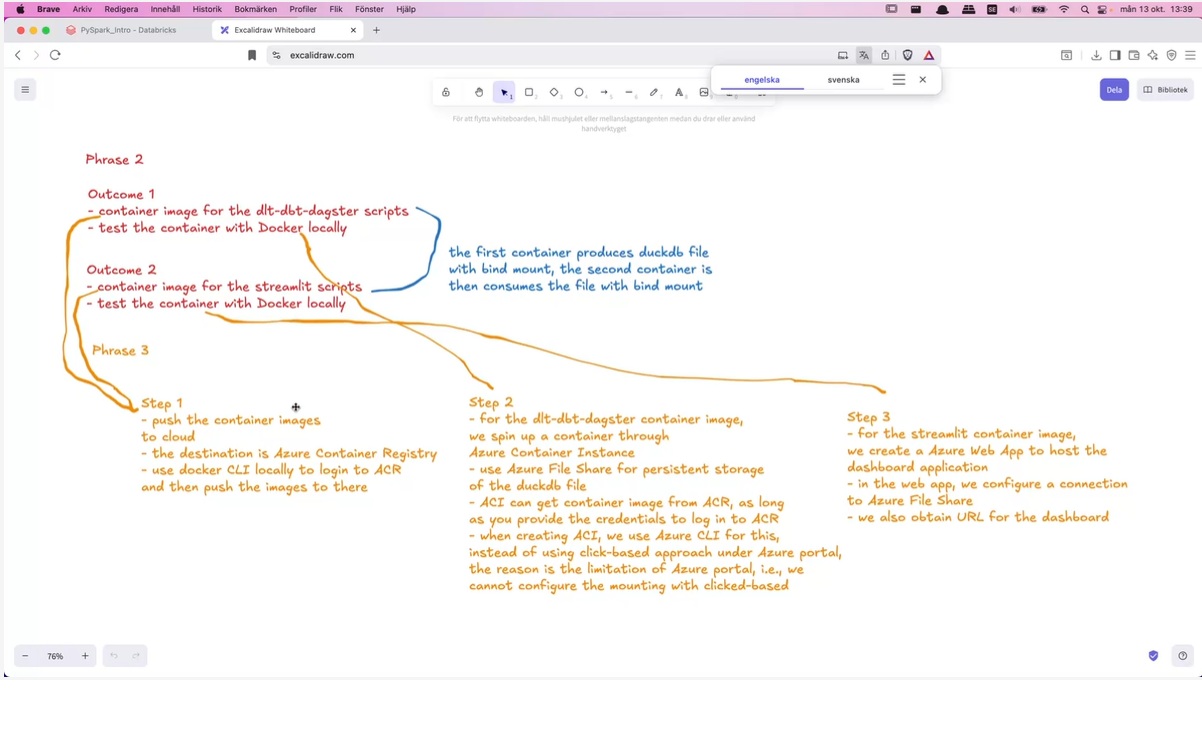 Brave Arkiv Redigera Innehåll Historik Bokmärken Profiler Flik Fönster Hjälp
SE
mån 13 okt. 13:39
PySpark_Intro - Databricks
Excalidraw Whiteboard
excalidraw.com
engelska
svenska
Dela
Bibliotek
För att flytta whiteboarden, håll mushjulet eller mellanslagstangenten medan du drar eller använd
handverktyget
Phrase 2
Outcome 1
- container image for the dlt-dbt-dagster scripts
- test the container with Docker locally
Outcome 2
- container image for the streamlit scripts
- test the container with Docker locally
the first container produces duckdb file
with bind mount, the second container is
then consumes the file with bind mount
Phrase 3
Step 1
- push the container images
to cloud
- the destination is Azure Container Registry
- use docker CLI locally to login to ACR
and then push the images to there
Step 2
- for the dlt-dbt-dagster container image,
we spin up a container through
Azure Container Instance
- use Azure File Share for persistent storage
of the duckdb file
- ACI can get container image from ACR, as long
as you provide the credentials to log in to ACR
- when creating ACI, we use Azure CLI for this,
instead of using click-based approach under Azure portal,
the reason is the limitation of Azure portal, i.e., we
cannot configure the mounting with clicked-based
Step 3
- for the streamlit container image,
we create a Azure Web App to host the
dashboard application
- in the web app, we configure a connection
to Azure File Share
- we also obtain URL for the dashboard
76%